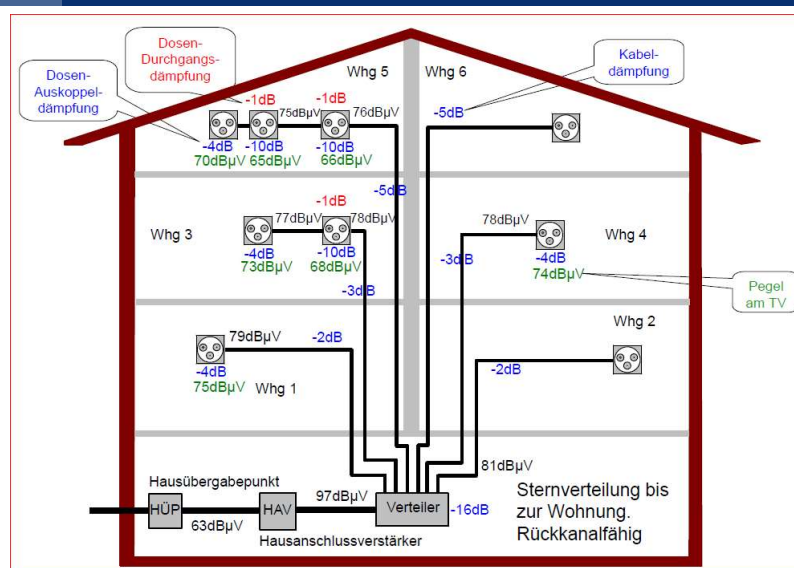 Dosen-
Durchgangs-
dämpfung
Dosen-
Auskoppel-
dämpfung
Kabel-
dämpfung
Whg 5
Whg 6
-1dB
75dBµV
-1dB
76dBµV
-5dB
-4dB
-10dB
-10dB
70dBµV
65dBµV
66dBµV
-5dB
Whg 3
77dBµV
-1dB
78dBµV
-4dB
-10dB
73dBµV
68dBµV
-3dB
78dBµV
Whg 4
-3dB
-4dB
74dBµV
Pegel
am TV
79dBµV
-2dB
-4dB
75dBµV
Whg 1
Whg 2
-2dB
81dBµV
Hausübergabepunkt
HÜP
63dBµV
HAV
97dBµV
Verteiler
-16dB
Hausanschlussverstärker
Sternverteilung bis
zur Wohnung.
Rückkanalfähig